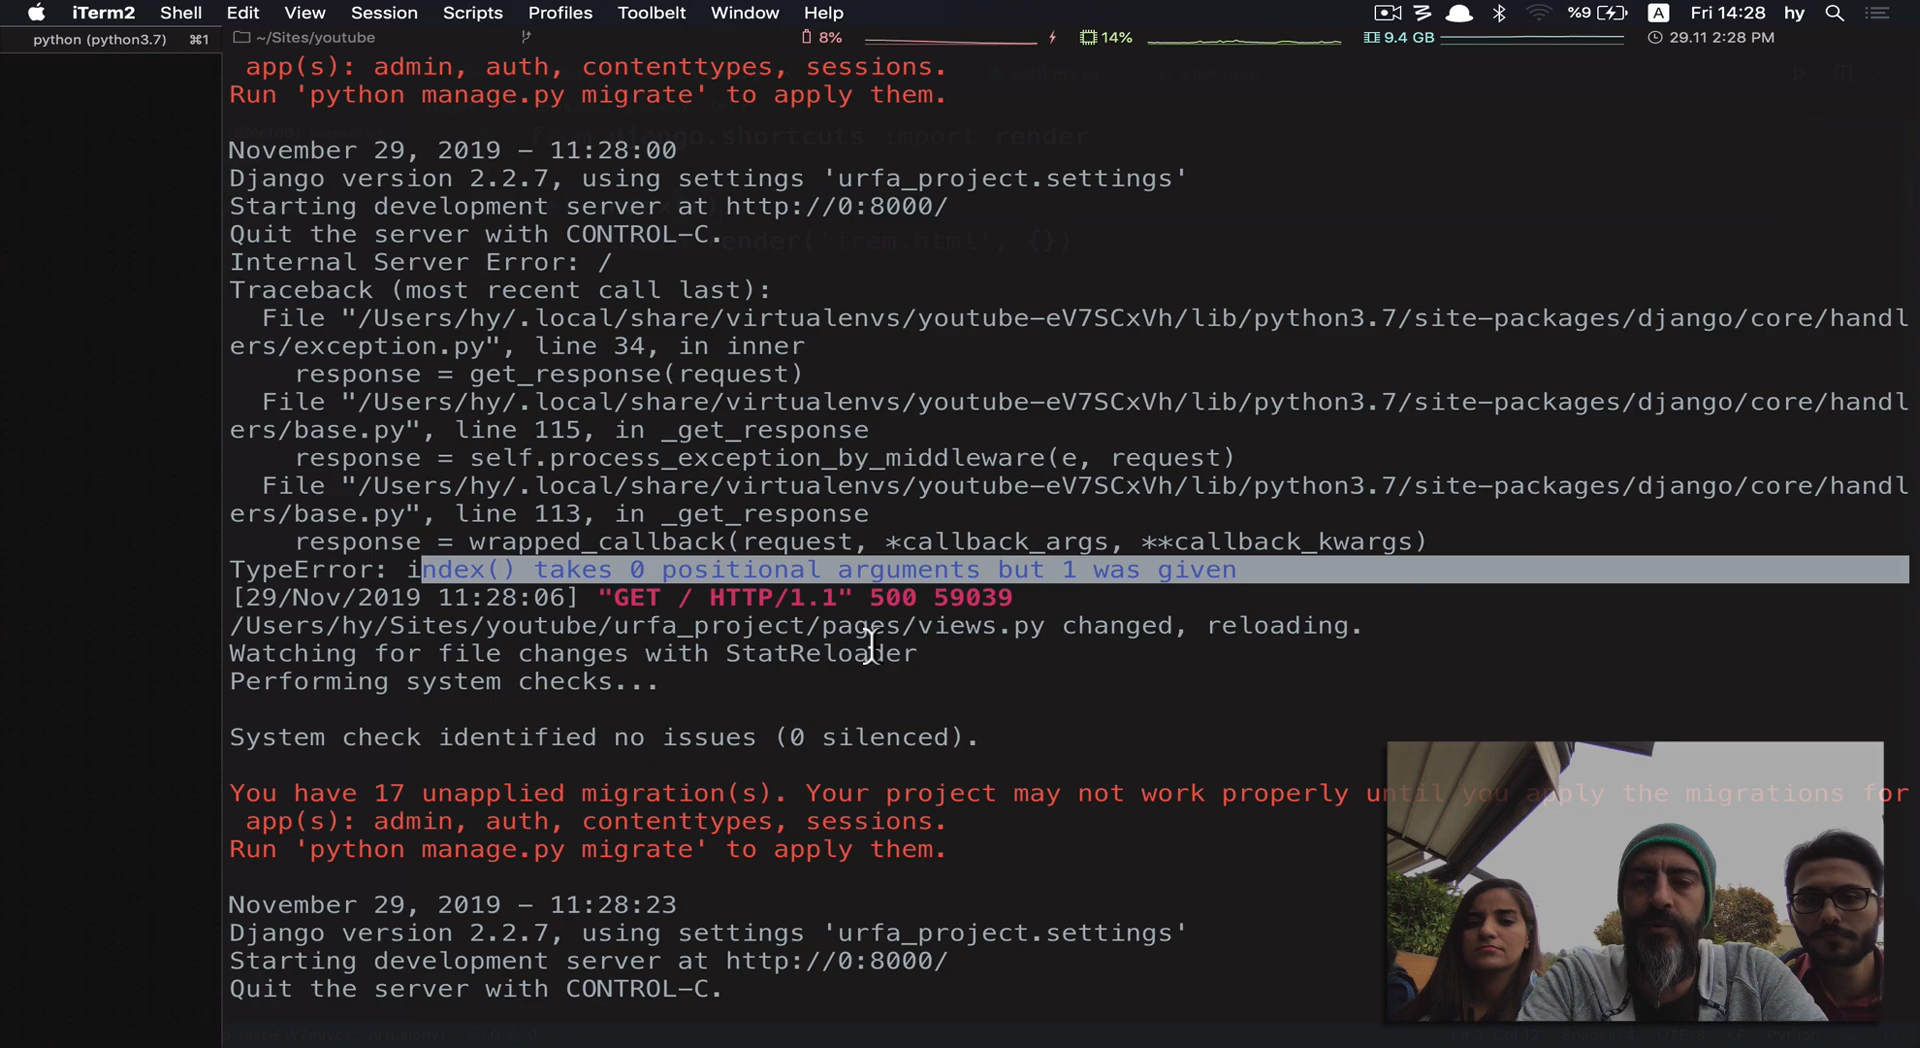 iTerm2 Shell Edit View Session Scripts Profiles Toolbelt Window Help %9 A Fri 14:28 hy
python (python3.7) ⌘1 ~/Sites/youtube 8% 14% 9.4 GB 29.11 2:28 PM
app(s): admin, auth, contenttypes, sessions.
Run 'python manage.py migrate' to apply them.
from django.shortcuts import render
November 29, 2019 - 11:28:00
Django version 2.2.7, using settings 'urfa_project.settings'
Starting development server at http://0:8000/
Quit the server with CONTROL-C.
render('irem.html', {})
Internal Server Error: /
Traceback (most recent call last):
File "/Users/hy/.local/share/virtualenvs/youtube-eV7SCxVh/lib/python3.7/site-packages/django/core/handl
ers/exception.py", line 34, in inner
response = get_response(request)
File "/Users/hy/.local/share/virtualenvs/youtube-eV7SCxVh/lib/python3.7/site-packages/django/core/handl
ers/base.py", line 115, in _get_response
response = self.process_exception_by_middleware(e, request)
File "/Users/hy/.local/share/virtualenvs/youtube-eV7SCxVh/lib/python3.7/site-packages/django/core/handl
ers/base.py", line 113, in _get_response
response = wrapped_callback(request, *callback_args, **callback_kwargs)
TypeError: index() takes 0 positional arguments but 1 was given
[29/Nov/2019 11:28:06] "GET / HTTP/1.1" 500 59039
/Users/hy/Sites/youtube/urfa_project/pages/views.py changed, reloading.
Watching for file changes with StatReloader
Performing system checks...
System check identified no issues (0 silenced).
You have 17 unapplied migration(s). Your project may not work properly until you apply the migrations for
app(s): admin, auth, contenttypes, sessions.
Run 'python manage.py migrate' to apply them.
November 29, 2019 - 11:28:23
Django version 2.2.7, using settings 'urfa_project.settings'
Starting development server at http://0:8000/
Quit the server with CONTROL-C.